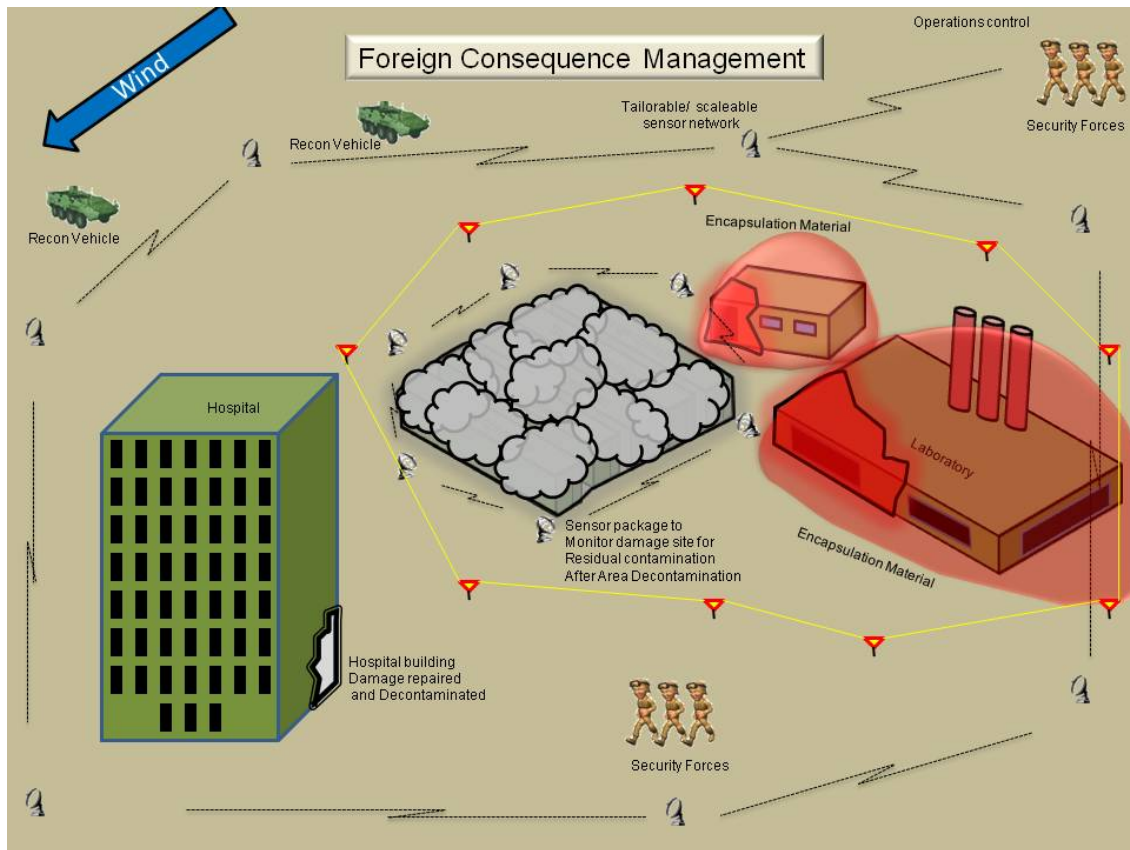 Operations control
Wind
Foreign Consequence Management
Tailorable/ scaleable
sensor network
Security Forces
Recon Vehicle
Recon Vehicle
Encapsulation Material
Hospital
Laboratory
Sensor package to
Monitor damage site for
Residual contamination
After Area Decontamination
Encapsulation Material
Hospital building
Damage repaired
and Decontaminated
Security Forces